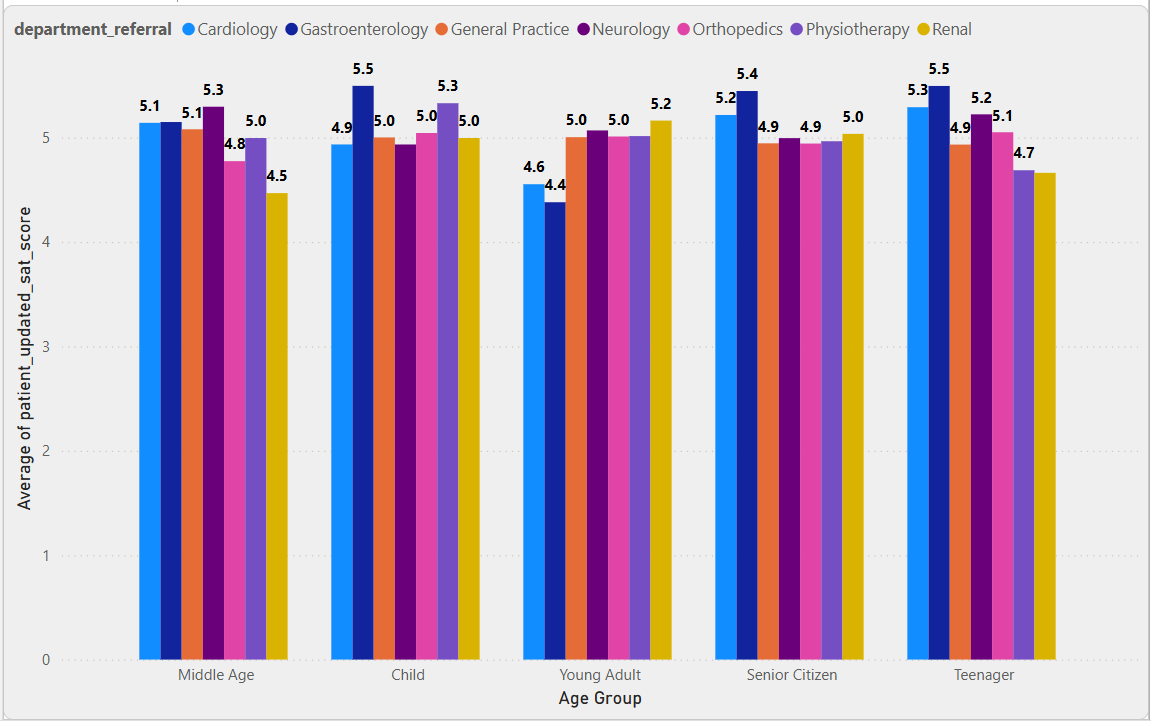 department_referral Cardiology Gastroenterology General Practice Neurology Orthopedics Physiotherapy Renal
Average of patient_updated_sat_score
5
4
3
2
1
0
5.1 5.1 5.3 4.8 5.0 4.5
4.9 5.5 5.0 5.0 5.3 5.0
4.6 4.4 5.0 5.0 5.2
5.2 5.4 4.9 4.9 5.0
5.3 5.5 4.9 5.2 5.1 4.7
Middle Age Child Young Adult Senior Citizen Teenager
Age Group